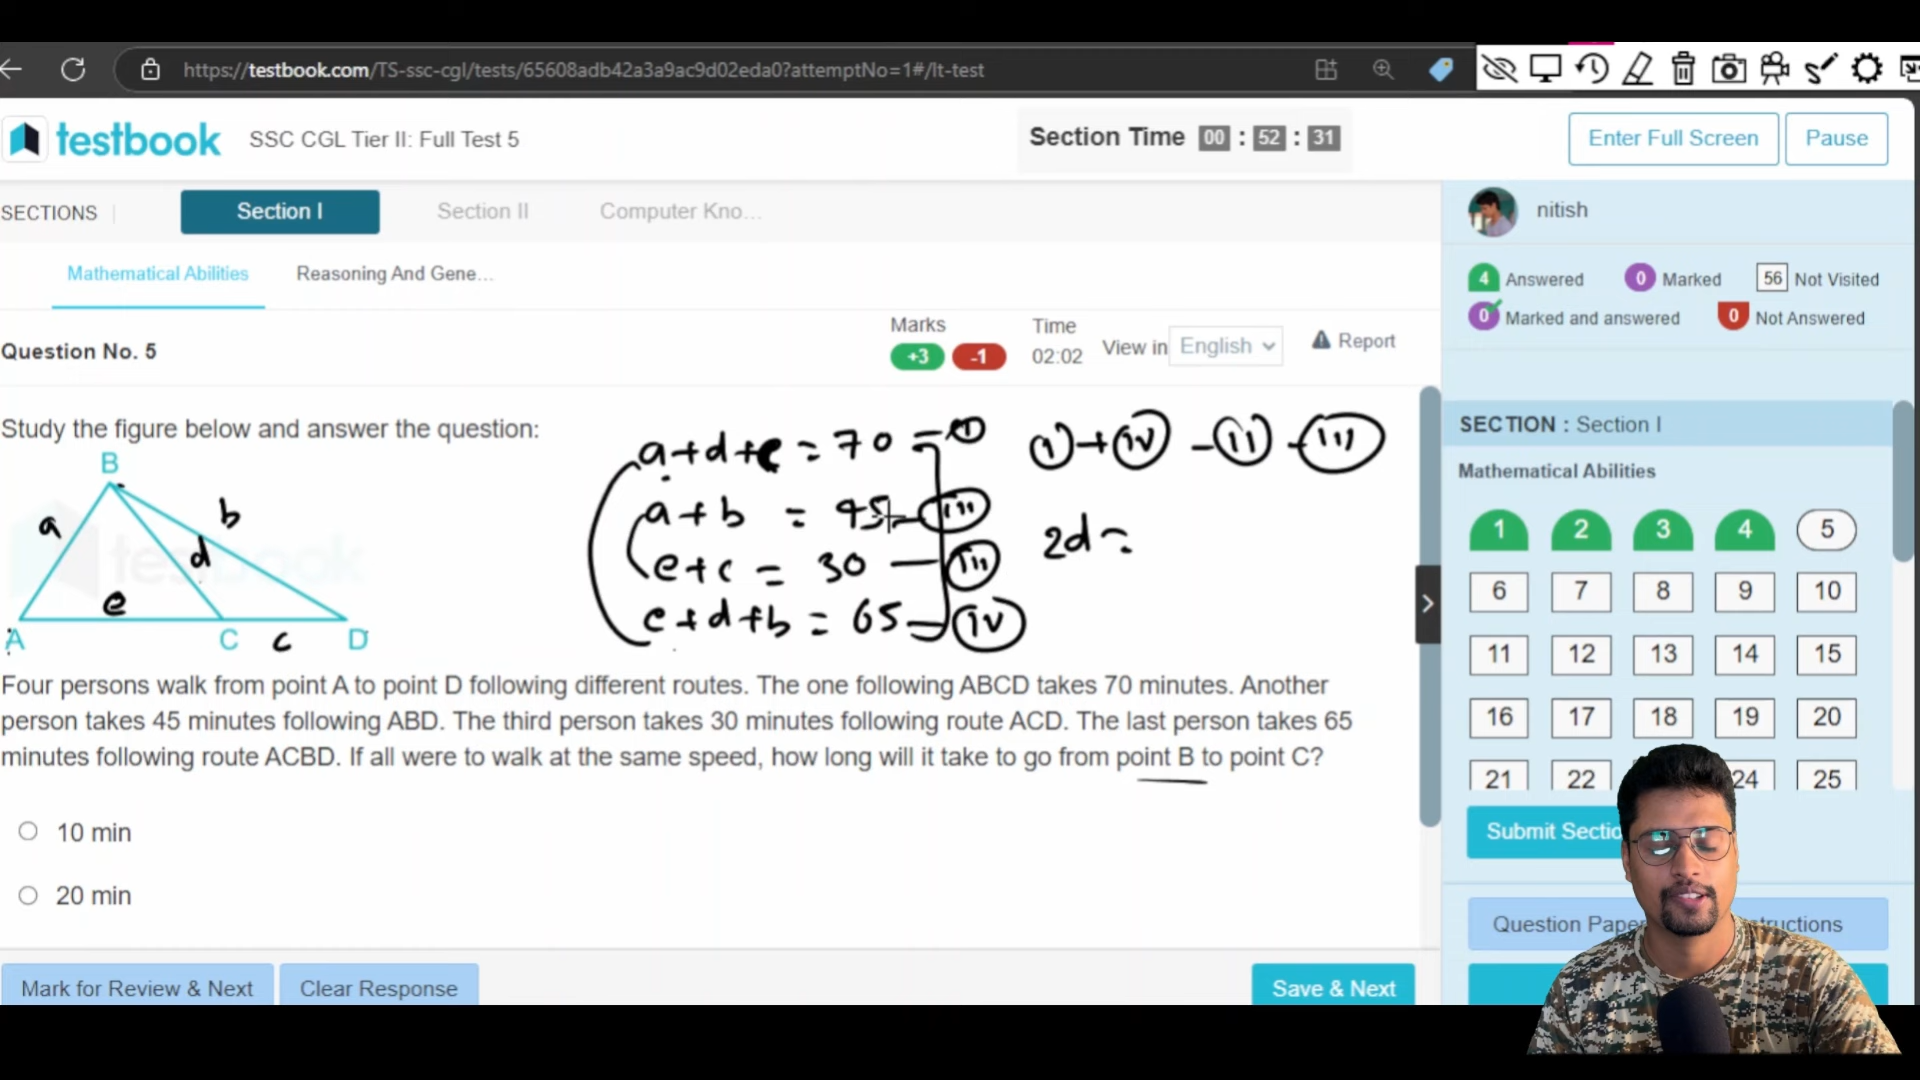 https://testbook.com/TS-ssc-cgl/tests/65608adb42a3a9ac9d02eda0?attemptNo=1#/lt-test
testbook SSC CGL Tier II: Full Test 5
Section Time 00 : 52 : 31
Enter Full Screen Pause
SECTIONS Section I Section II Computer Kno...
nitish
Mathematical Abilities Reasoning And Gene...
4 Answered 0 Marked 56 Not Visited
0 Marked and answered 0 Not Answered
Question No. 5
Marks +3 -1
Time 02:02
View in English
Report
SECTION : Section I
Mathematical Abilities
1 2 3 4 5
6 7 8 9 10
11 12 13 14 15
16 17 18 19 20
21 22 24 25
Study the figure below and answer the question:
B
a b
d
e
A C c D
testbook
a+d+c = 70 - (i)
a+b = 45 - (iii)
e+c = 30 - (iii)
e+d+b = 65 - (iv)
(i)+(iv) - (ii) - (iii)
2d =
Four persons walk from point A to point D following different routes. The one following ABCD takes 70 minutes. Another
person takes 45 minutes following ABD. The third person takes 30 minutes following route ACD. The last person takes 65
minutes following route ACBD. If all were to walk at the same speed, how long will it take to go from point B to point C?
10 min
20 min
Submit Sectio
Question Paper
tructions
Mark for Review & Next Clear Response Save & Next